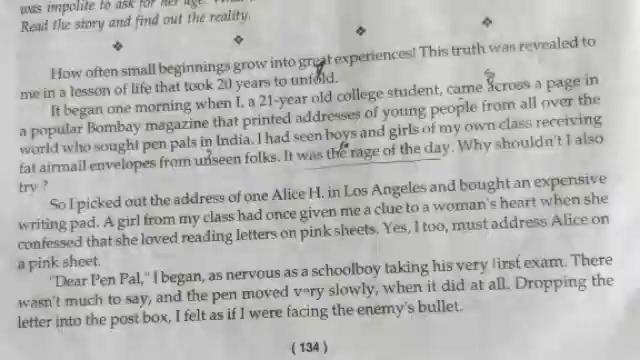 was impolite to ask for her age.
Read the story and find out the reality.
How often small beginnings grow into great experiences! This truth was revealed to
me in a lesson of life that took 20 years to unfold.
It began one morning when I, a 21-year old college student, came across a page in
a popular Bombay magazine that printed addresses of young people from all over the
world who sought pen pals in India. I had seen boys and girls of my own class receiving
fat airmail envelopes from unseen folks. It was the rage of the day. Why shouldn't I also
try ?
So I picked out the address of one Alice H. in Los Angeles and bought an expensive
writing pad. A girl from my class had once given me a clue to a woman's heart when she
confessed that she loved reading letters on pink sheets. Yes, I too, must address Alice on
a pink sheet.
"Dear Pen Pal," I began, as nervous as a schoolboy taking his very first exam. There
wasn't much to say, and the pen moved very slowly, when it did at all. Dropping the
letter into the post box, I felt as if I were facing the enemy's bullet.
( 134 )